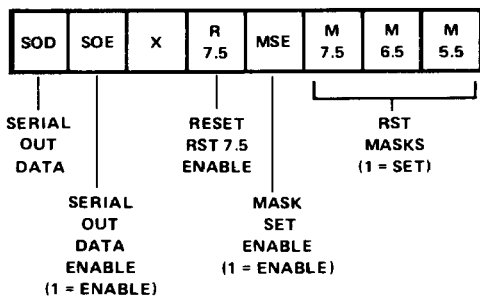 SOD SOE X R 7.5 MSE M 7.5 M 6.5 M 5.5
SERIAL
OUT
DATA
RESET
RST 7.5
ENABLE
RST
MASKS
(1 = SET)
SERIAL
OUT
DATA
ENABLE
(1 = ENABLE)
MASK
SET
ENABLE
(1 = ENABLE)